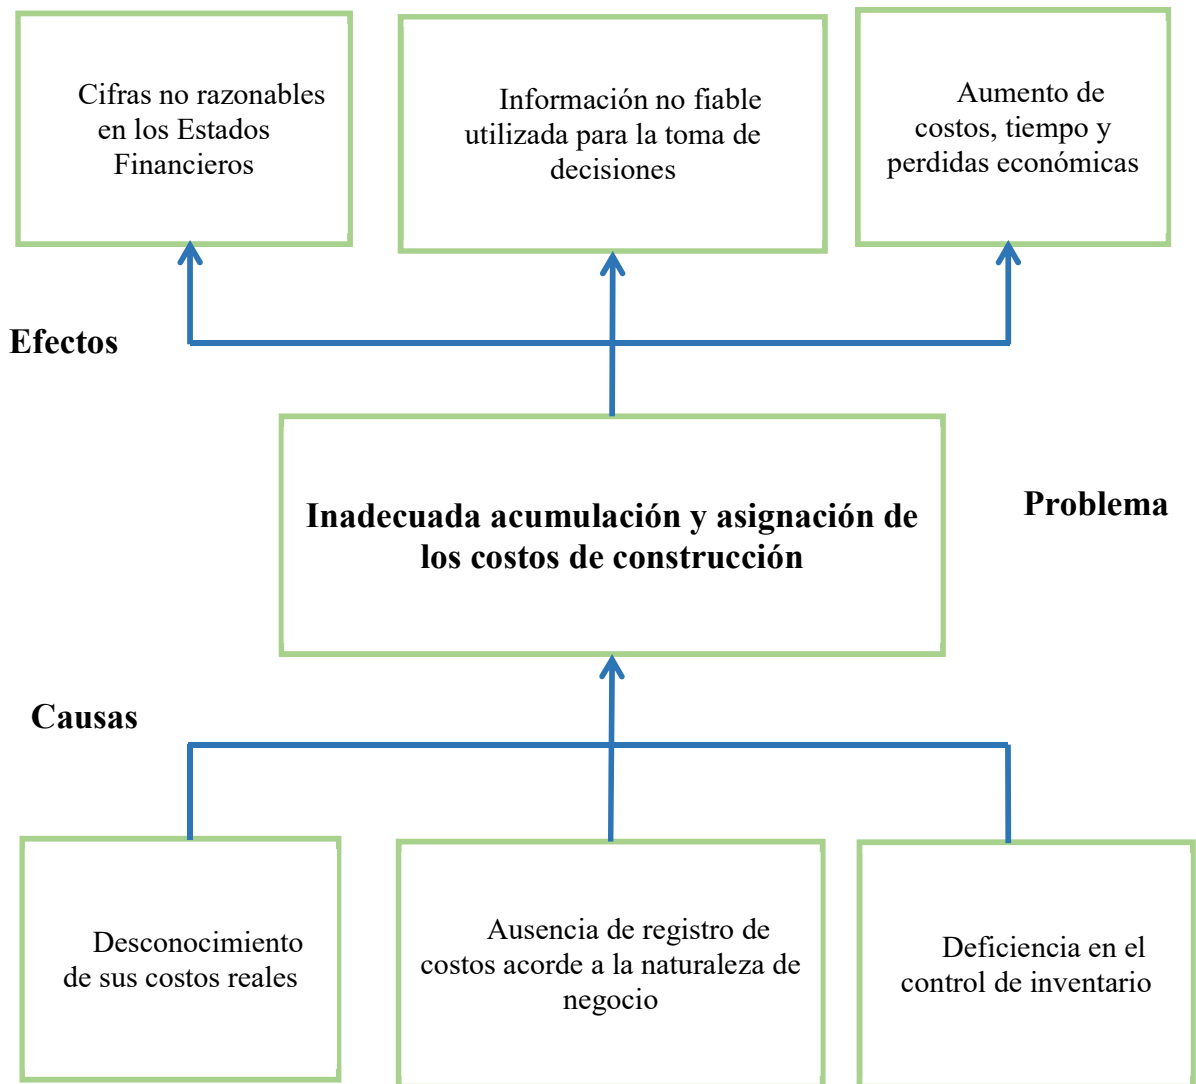 Cifras no razonables
en los Estados
Financieros
Información no fiable
utilizada para la toma de
decisiones
Aumento de
costos, tiempo y
perdidas económicas
Efectos
Inadecuada acumulación y asignación de
los costos de construcción
Problema
Causas
Desconocimiento
de sus costos reales
Ausencia de registro de
costos acorde a la naturaleza de
negocio
Deficiencia en el
control de inventario